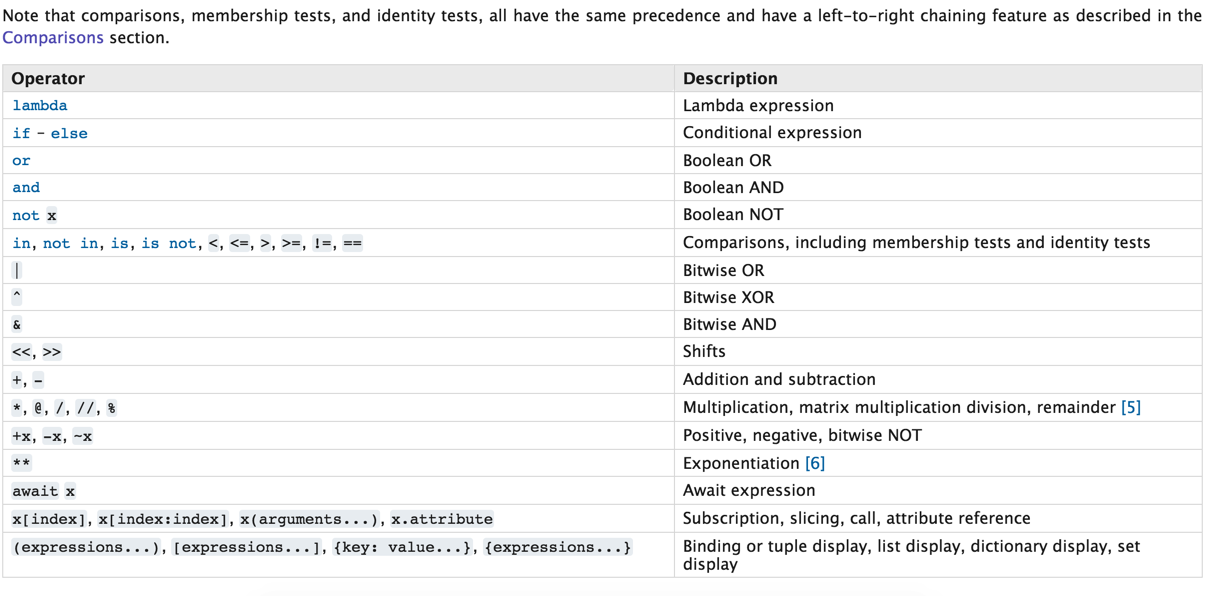 Note that comparisons, membership tests, and identity tests, all have the same precedence and have a left-to-right chaining feature as described in the
Comparisons section.
Operator Description
lambda Lambda expression
if – else Conditional expression
or Boolean OR
and Boolean AND
not x Boolean NOT
in, not in, is, is not, <, <=, >, >=, !=, == Comparisons, including membership tests and identity tests
| Bitwise OR
^ Bitwise XOR
& Bitwise AND
<<, >> Shifts
+, - Addition and subtraction
*, @, /, //, % Multiplication, matrix multiplication division, remainder [5]
+x, -x, ~x Positive, negative, bitwise NOT
** Exponentiation [6]
await x Await expression
x[index], x[index:index], x(arguments...), x.attribute Subscription, slicing, call, attribute reference
(expressions...), [expressions...], {key: value...}, {expressions...} Binding or tuple display, list display, dictionary display, set
display